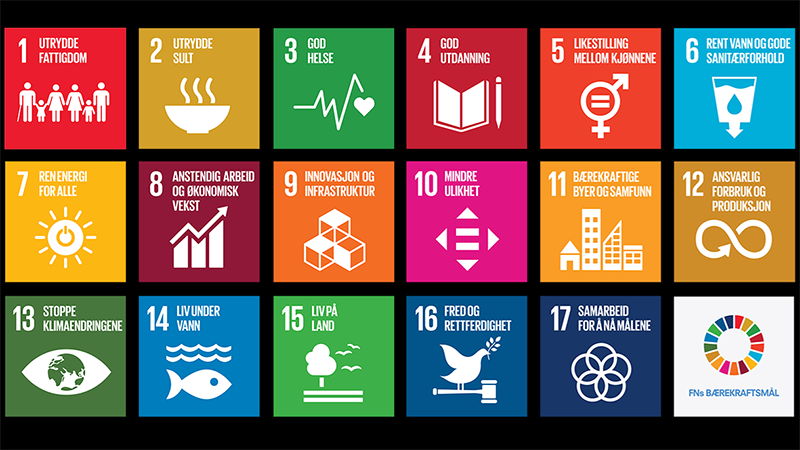 1 UTRYDDE
FATTIGDOM
2 UTRYDDE
SULT
3 GOD
HELSE
4 GOD
UTDANNING
5 LIKESTILLING
MELLOM KJØNNENE
6 RENT VANN OG GODE
SANITÆRFORHOLD
7 REN ENERGI
FOR ALLE
8 ANSTENDIG ARBEID
OG ØKONOMISK
VEKST
9 INNOVASJON OG
INFRASTRUKTUR
10 MINDRE
ULIKHET
11 BÆREKRAFTIGE
BYER OG SAMFUNN
12 ANSVARLIG
FORBRUK OG
PRODUKSJON
13 STOPPE
KLIMAENDRINGENE
14 LIV UNDER
VANN
15 LIV PÅ
LAND
16 FRED OG
RETTFERDIGHET
17 SAMARBEID
FOR Å NÅ MÅLENE
FNs BÆREKRAFTSMÅL